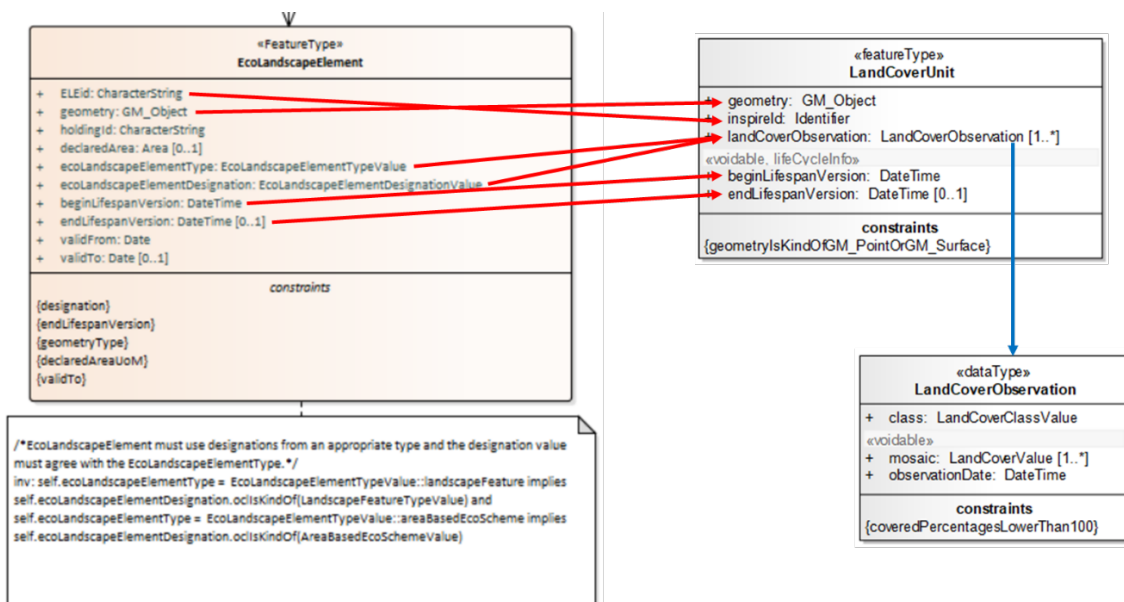 «FeatureType»
EcoLandscapeElement
+ ELEid: CharacterString
+ geometry: GM_Object
+ holdingId: CharacterString
+ declaredArea: Area [0..1]
+ ecoLandscapeElementType: EcoLandscapeElementTypeValue
+ ecoLandscapeElementDesignation: EcoLandscapeElementDesignationValue
+ beginLifespanVersion: DateTime
+ endLifespanVersion: DateTime [0..1]
+ validFrom: Date
+ validTo: Date [0..1]
constraints
{designation}
{endLifespanVersion}
{geometryType}
{declaredAreaUoM}
{validTo}
/*EcoLandscapeElement must use designations from an appropriate type and the designation value
must agree with the EcoLandscapeElementType.*/
inv: self.ecoLandscapeElementType = EcoLandscapeElementTypeValue::landscapeFeature implies
self.ecoLandscapeElementDesignation.oclIsKindOf(LandscapeFeatureTypeValue) and
self.ecoLandscapeElementType = EcoLandscapeElementTypeValue::areaBasedEcoScheme implies
self.ecoLandscapeElementDesignation.oclIsKindOf(AreaBasedEcoSchemeValue)
«featureType»
LandCoverUnit
+ geometry: GM_Object
+ inspireId: Identifier
+ landCoverObservation: LandCoverObservation [1..*]
«voidable, lifeCycleInfo»
+ beginLifespanVersion: DateTime
+ endLifespanVersion: DateTime [0..1]
constraints
{geometryIsKindOfGM_PointOrGM_Surface}
«dataType»
LandCoverObservation
+ class: LandCoverClassValue
«voidable»
+ mosaic: LandCoverValue [1..*]
+ observationDate: DateTime
constraints
{coveredPercentagesLowerThan100}